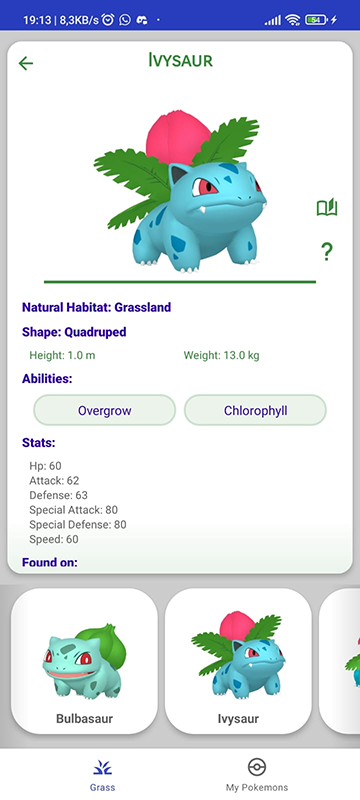 19:13 | 8,3KB/s
54
Ivysaur
?
Natural Habitat: Grassland
Shape: Quadruped
Height: 1.0 m Weight: 13.0 kg
Abilities:
Overgrow Chlorophyll
Stats:
Hp: 60
Attack: 62
Defense: 63
Special Attack: 80
Special Defense: 80
Speed: 60
Found on:
Bulbasaur Ivysaur
Grass My Pokemons